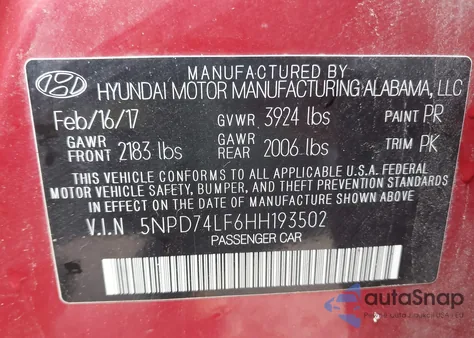 MANUFACTURED BY
HYUNDAI MOTOR MANUFACTURING ALABAMA, LLC
Feb/16/17 GVWR 3924 lbs PAINT PR
GAWR FRONT 2183 lbs GAWR REAR 2006 lbs TRIM PK
THIS VEHICLE CONFORMS TO ALL APPLICABLE U.S.A. FEDERAL
MOTOR VEHICLE SAFETY, BUMPER, AND THEFT PREVENTION STANDARDS
IN EFFECT ON THE DATE OF MANUFACTURE SHOWN ABOVE.
V.I.N 5NPD74LF6HH193502
PASSENGER CAR
autoSnap